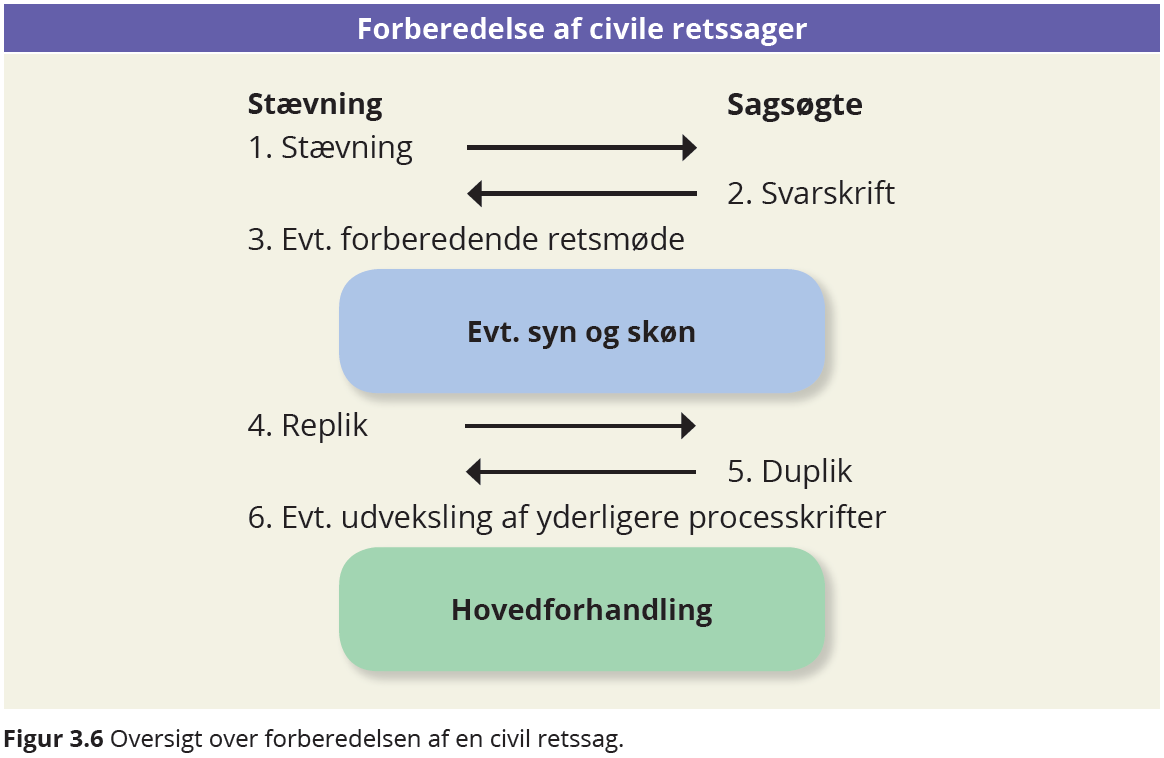 Forberedelse af civile retssager
Stævning
Sagsøgte
1. Stævning
2. Svarskrift
3. Evt. forberedende retsmøde
Evt. syn og skøn
4. Replik
5. Duplik
6. Evt. udveksling af yderligere processkrifter
Hovedforhandling
Figur 3.6 Oversigt over forberedelsen af en civil retssag.